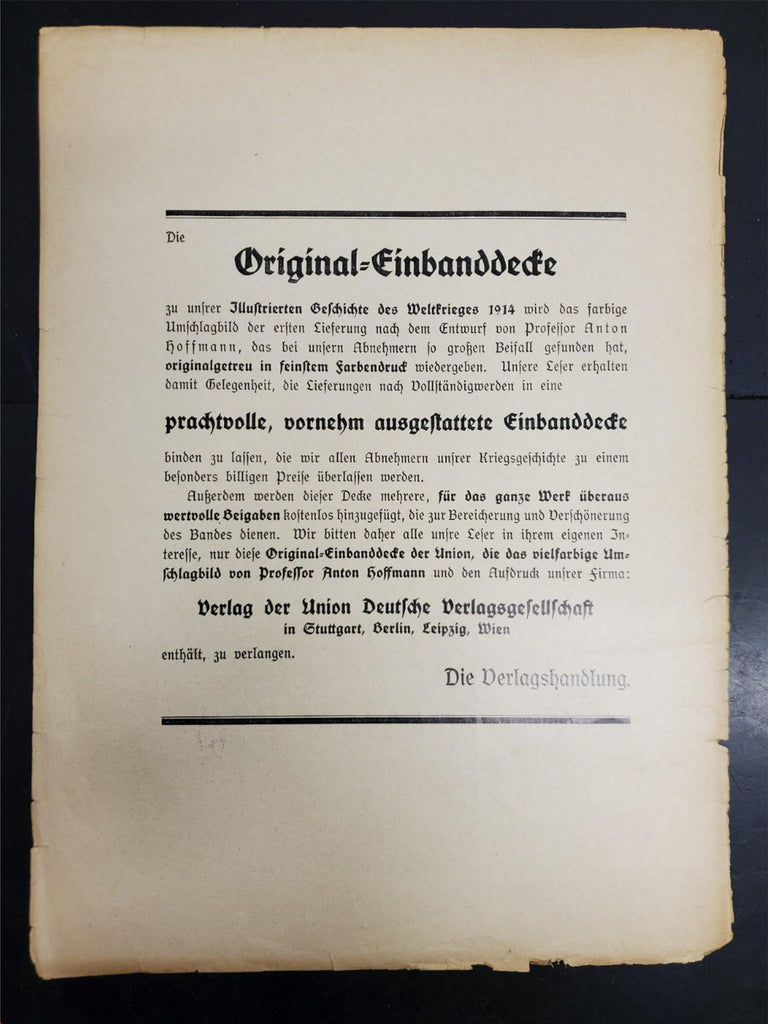 Die
Original-Einbanddecke
zu unsrer Illustrierten Geschichte des Weltkrieges 1914 wird das farbige
Umschlagbild der ersten Lieferung nach dem Entwurf von Professor Anton
Hoffmann, das bei unsern Abnehmern so großen Beifall gefunden hat,
originalgetreu in feinstem Farbendruck wiedergeben. Unsere Leser erhalten
damit Gelegenheit, die Lieferungen nach Vollständigwerden in eine
prachtvolle, vornehm ausgestattete Einbanddecke
binden zu lassen, die wir allen Abnehmern unsrer Kriegsgeschichte zu einem
besonders billigen Preise überlassen werden.
Außerdem werden dieser Decke mehrere, für das ganze Werk überaus
wertvolle Beigaben kostenlos hinzugefügt, die zur Bereicherung und Verschönerung
des Bandes dienen. Wir bitten daher alle unsre Leser in ihrem eigenen In-
teresse, nur diese Original-Einbanddecke der Union, die das vielfarbige Um-
schlagbild von Professor Anton Hoffmann und den Aufdruck unsrer Firma:
Verlag der Union Deutsche Verlagsgesellschaft
in Stuttgart, Berlin, Leipzig, Wien
enthält, zu verlangen.
Die Verlagshandlung.